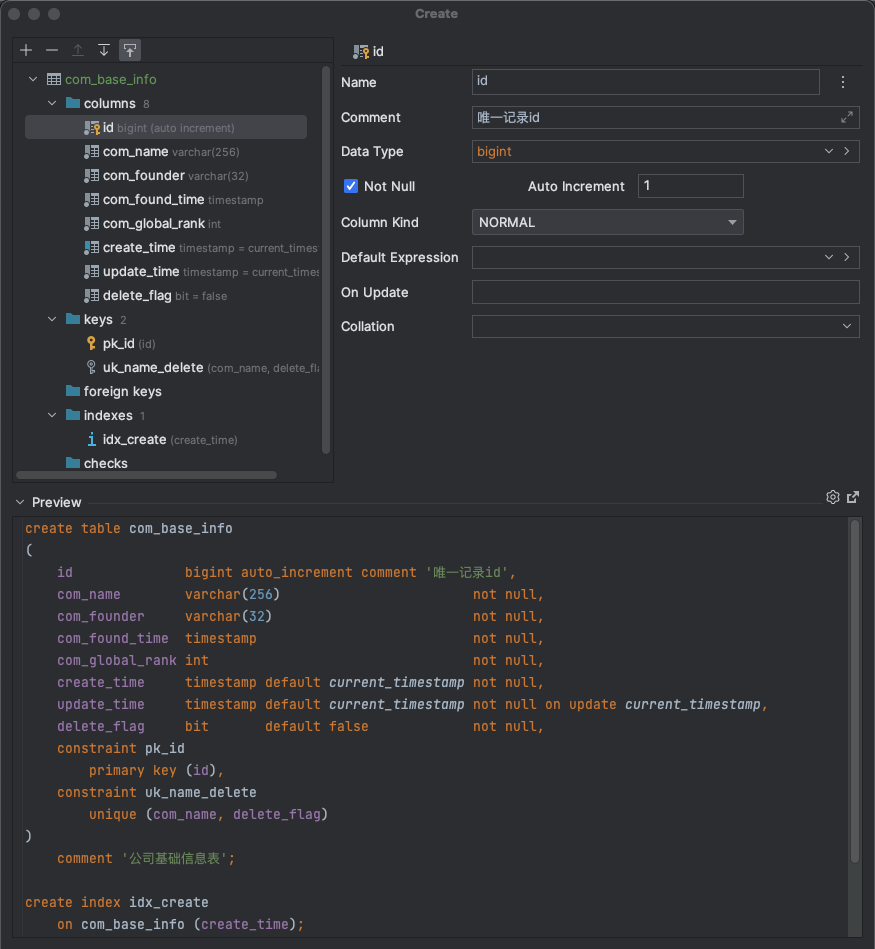 Create
com_base_info
columns 8
id bigint (auto increment)
com_name varchar(256)
com_founder varchar(32)
com_found_time timestamp
com_global_rank int
create_time timestamp = current_times
update_time timestamp = current_times
delete_flag bit = false
keys 2
pk_id (id)
uk_name_delete (com_name, delete_fla
foreign keys
indexes 1
idx_create (create_time)
checks
id
Name id
Comment 唯一记录id
Data Type bigint
Not Null Auto Increment 1
Column Kind NORMAL
Default Expression
On Update
Collation
Preview
create table com_base_info
(
id bigint auto_increment comment '唯一记录id',
com_name varchar(256) not null,
com_founder varchar(32) not null,
com_found_time timestamp not null,
com_global_rank int not null,
create_time timestamp default current_timestamp not null,
update_time timestamp default current_timestamp not null on update current_timestamp,
delete_flag bit default false not null,
constraint pk_id
primary key (id),
constraint uk_name_delete
unique (com_name, delete_flag)
)
comment '公司基础信息表';
create index idx_create
on com_base_info (create_time);